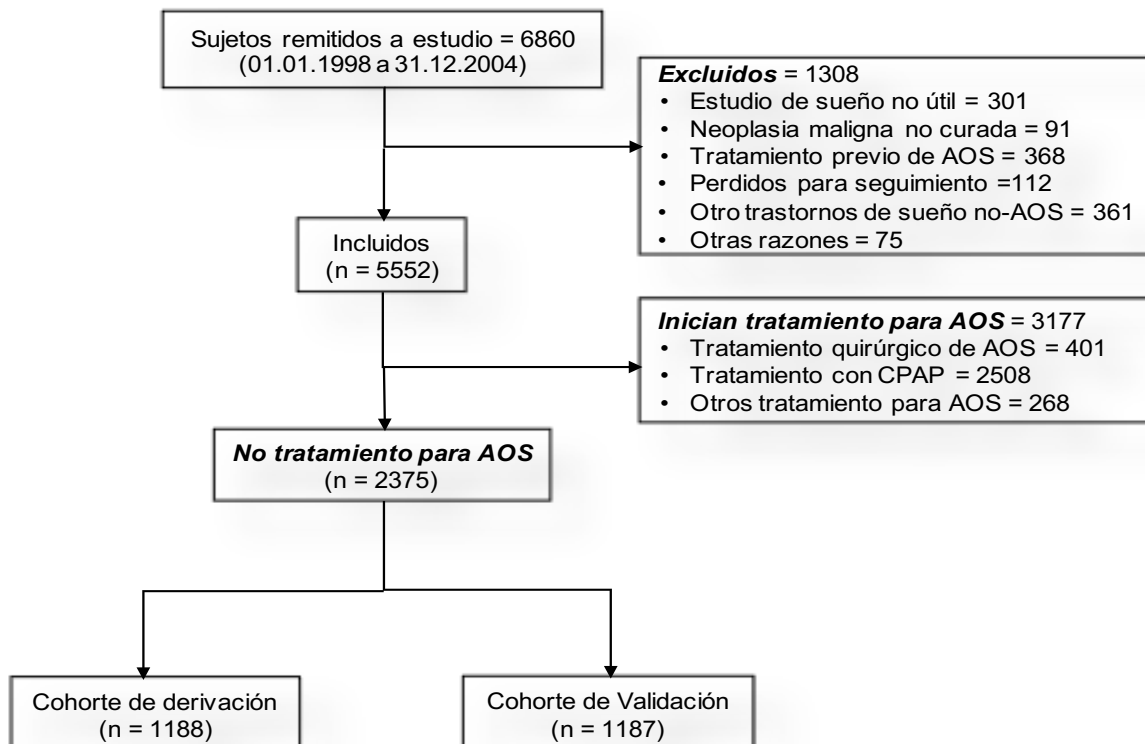 Sujetos remitidos a estudio = 6860
(01.01.1998 a 31.12.2004)
Excluidos = 1308
• Estudio de sueño no útil = 301
• Neoplasia maligna no curada = 91
• Tratamiento previo de AOS = 368
• Perdidos para seguimiento =112
• Otro trastornos de sueño no-AOS = 361
• Otras razones = 75
Incluidos
(n = 5552)
Inician tratamiento para AOS = 3177
• Tratamiento quirúrgico de AOS = 401
• Tratamiento con CPAP = 2508
• Otros tratamiento para AOS = 268
No tratamiento para AOS
(n = 2375)
Cohorte de derivación
(n = 1188)
Cohorte de Validación
(n = 1187)